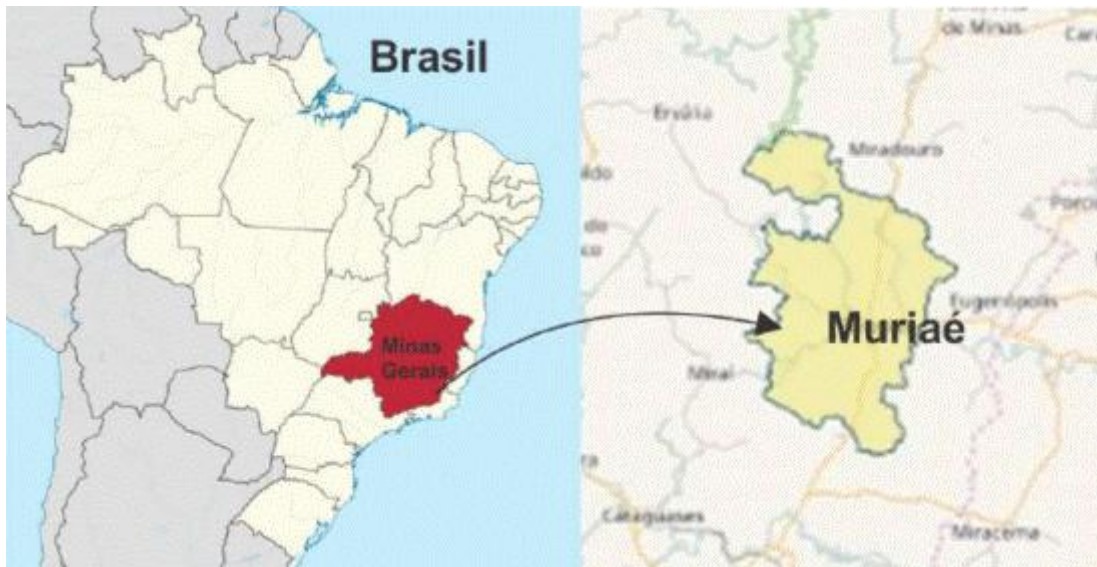 Brasil
Minas
Gerais
de Minas
Ervália
Miradouro
Eugenópolis
Muriaé
Miraí
Cataguases
Miracema